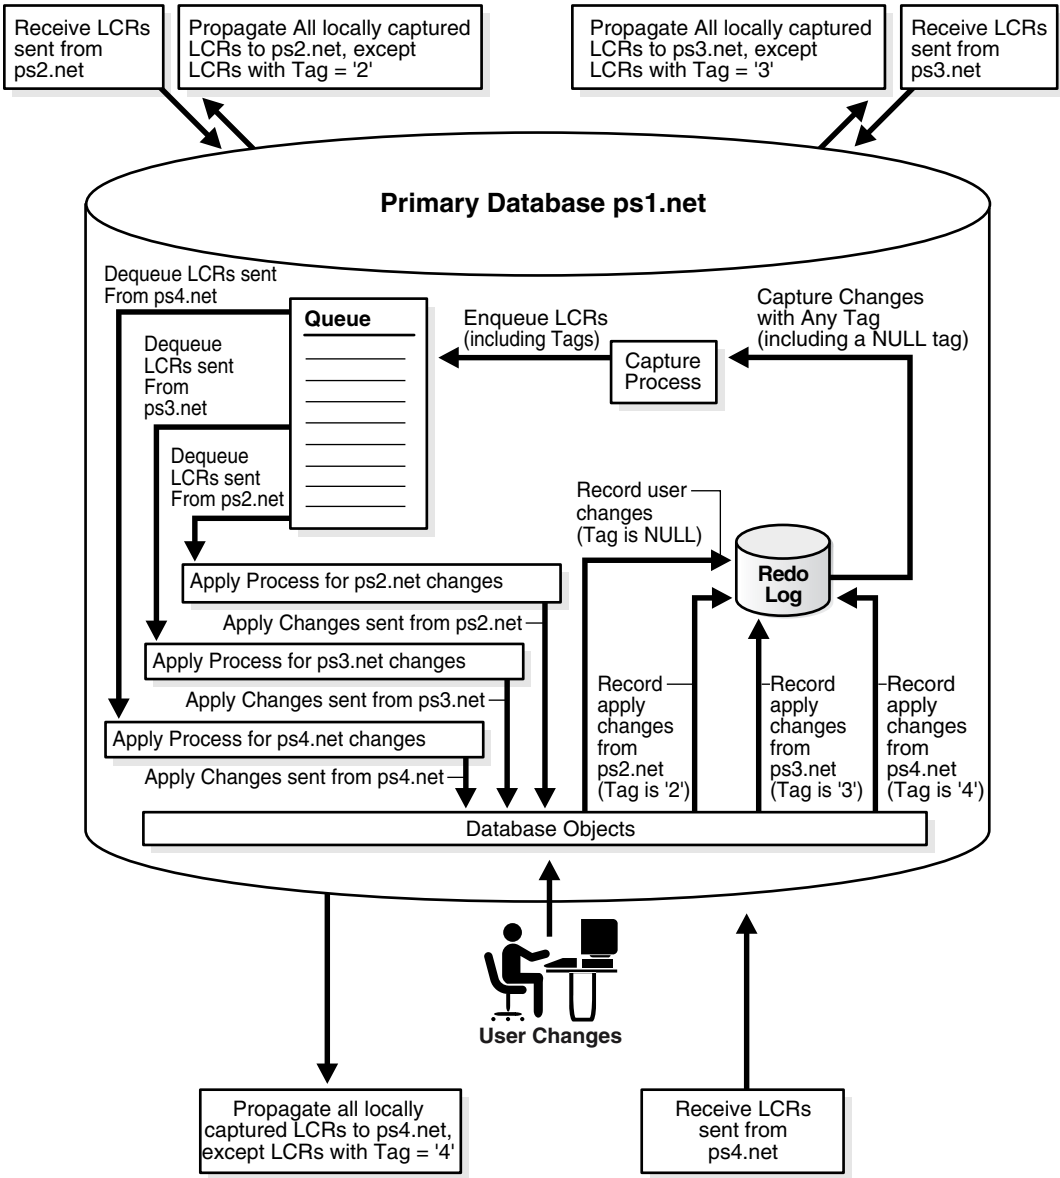 Receive LCRs
sent from
ps2.net
Propagate All locally captured
LCRs to ps2.net, except
LCRs with Tag = '2'
Propagate All locally captured
LCRs to ps3.net, except
LCRs with Tag = '3'
Receive LCRs
sent from
ps3.net
Primary Database ps1.net
Dequeue LCRs sent
From ps4.net
Queue
Enqueue LCRs
(including Tags)
Capture
Process
Capture Changes
with Any Tag
(including a NULL tag)
Dequeue
LCRs sent
From
ps3.net
Dequeue
LCRs sent
From ps2.net
Record user
changes
(Tag is NULL)
Redo
Log
Apply Process for ps2.net changes
Apply Changes sent from ps2.net
Apply Process for ps3.net changes
Apply Changes sent from ps3.net
Apply Process for ps4.net changes
Apply Changes sent from ps4.net
Record
apply
changes
from
ps2.net
(Tag is '2')
Record
apply
changes
from
ps3.net
(Tag is '3')
Record
apply
changes
from
ps4.net
(Tag is '4')
Database Objects
User Changes
Propagate all locally
captured LCRs to ps4.net,
except LCRs with Tag = '4'
Receive LCRs
sent from
ps4.net